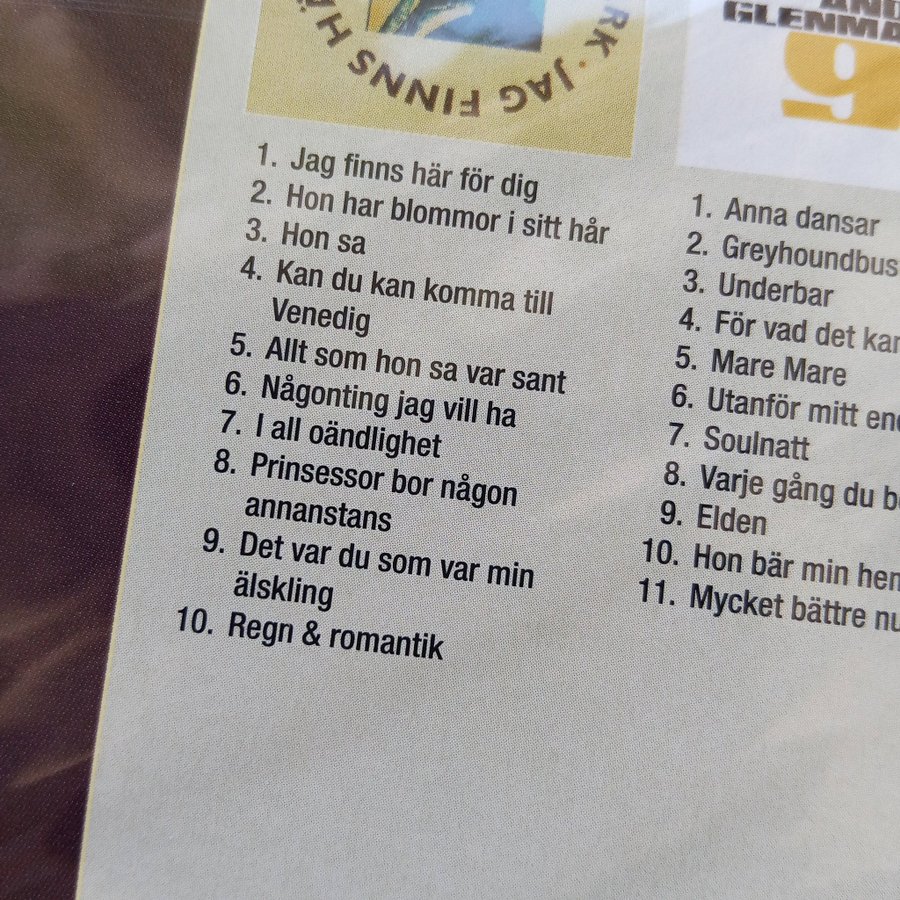 RK · JAG FINNS HÄ
GLENMA
9
1. Jag finns här för dig
2. Hon har blommor i sitt hår
3. Hon sa
4. Kan du kan komma till
Venedig
5. Allt som hon sa var sant
6. Någonting jag vill ha
7. I all oändlighet
8. Prinsessor bor någon
annanstans
9. Det var du som var min
älskling
10. Regn & romantik
1. Anna dansar
2. Greyhoundbus
3. Underbar
4. För vad det kan
5. Mare Mare
6. Utanför mitt
7. Soulnatt
8. Varje gång du
9. Elden
10. Hon bär min
11. Mycket bättre